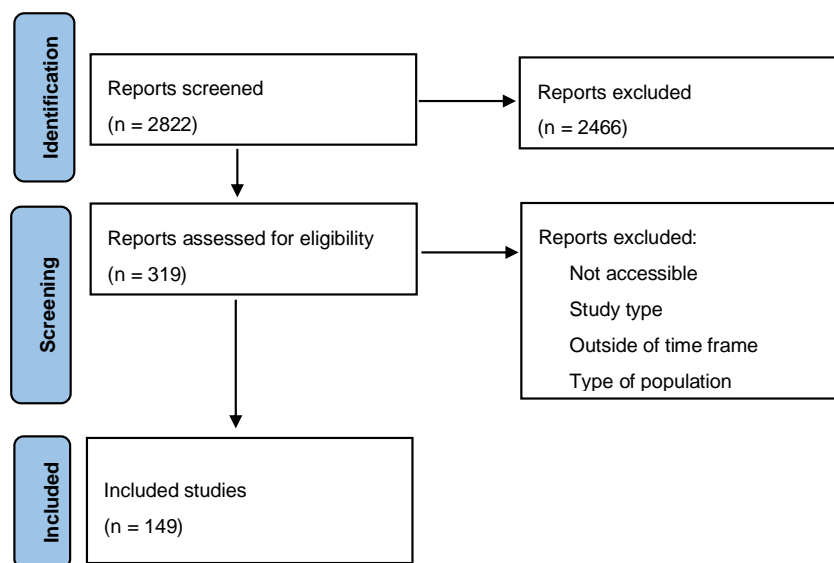 Identification
Reports screened
(n = 2822)
Reports excluded
(n = 2466)
Screening
Reports assessed for eligibility
(n = 319)
Reports excluded:
Not accessible
Study type
Outside of time frame
Type of population
Included
Included studies
(n = 149)